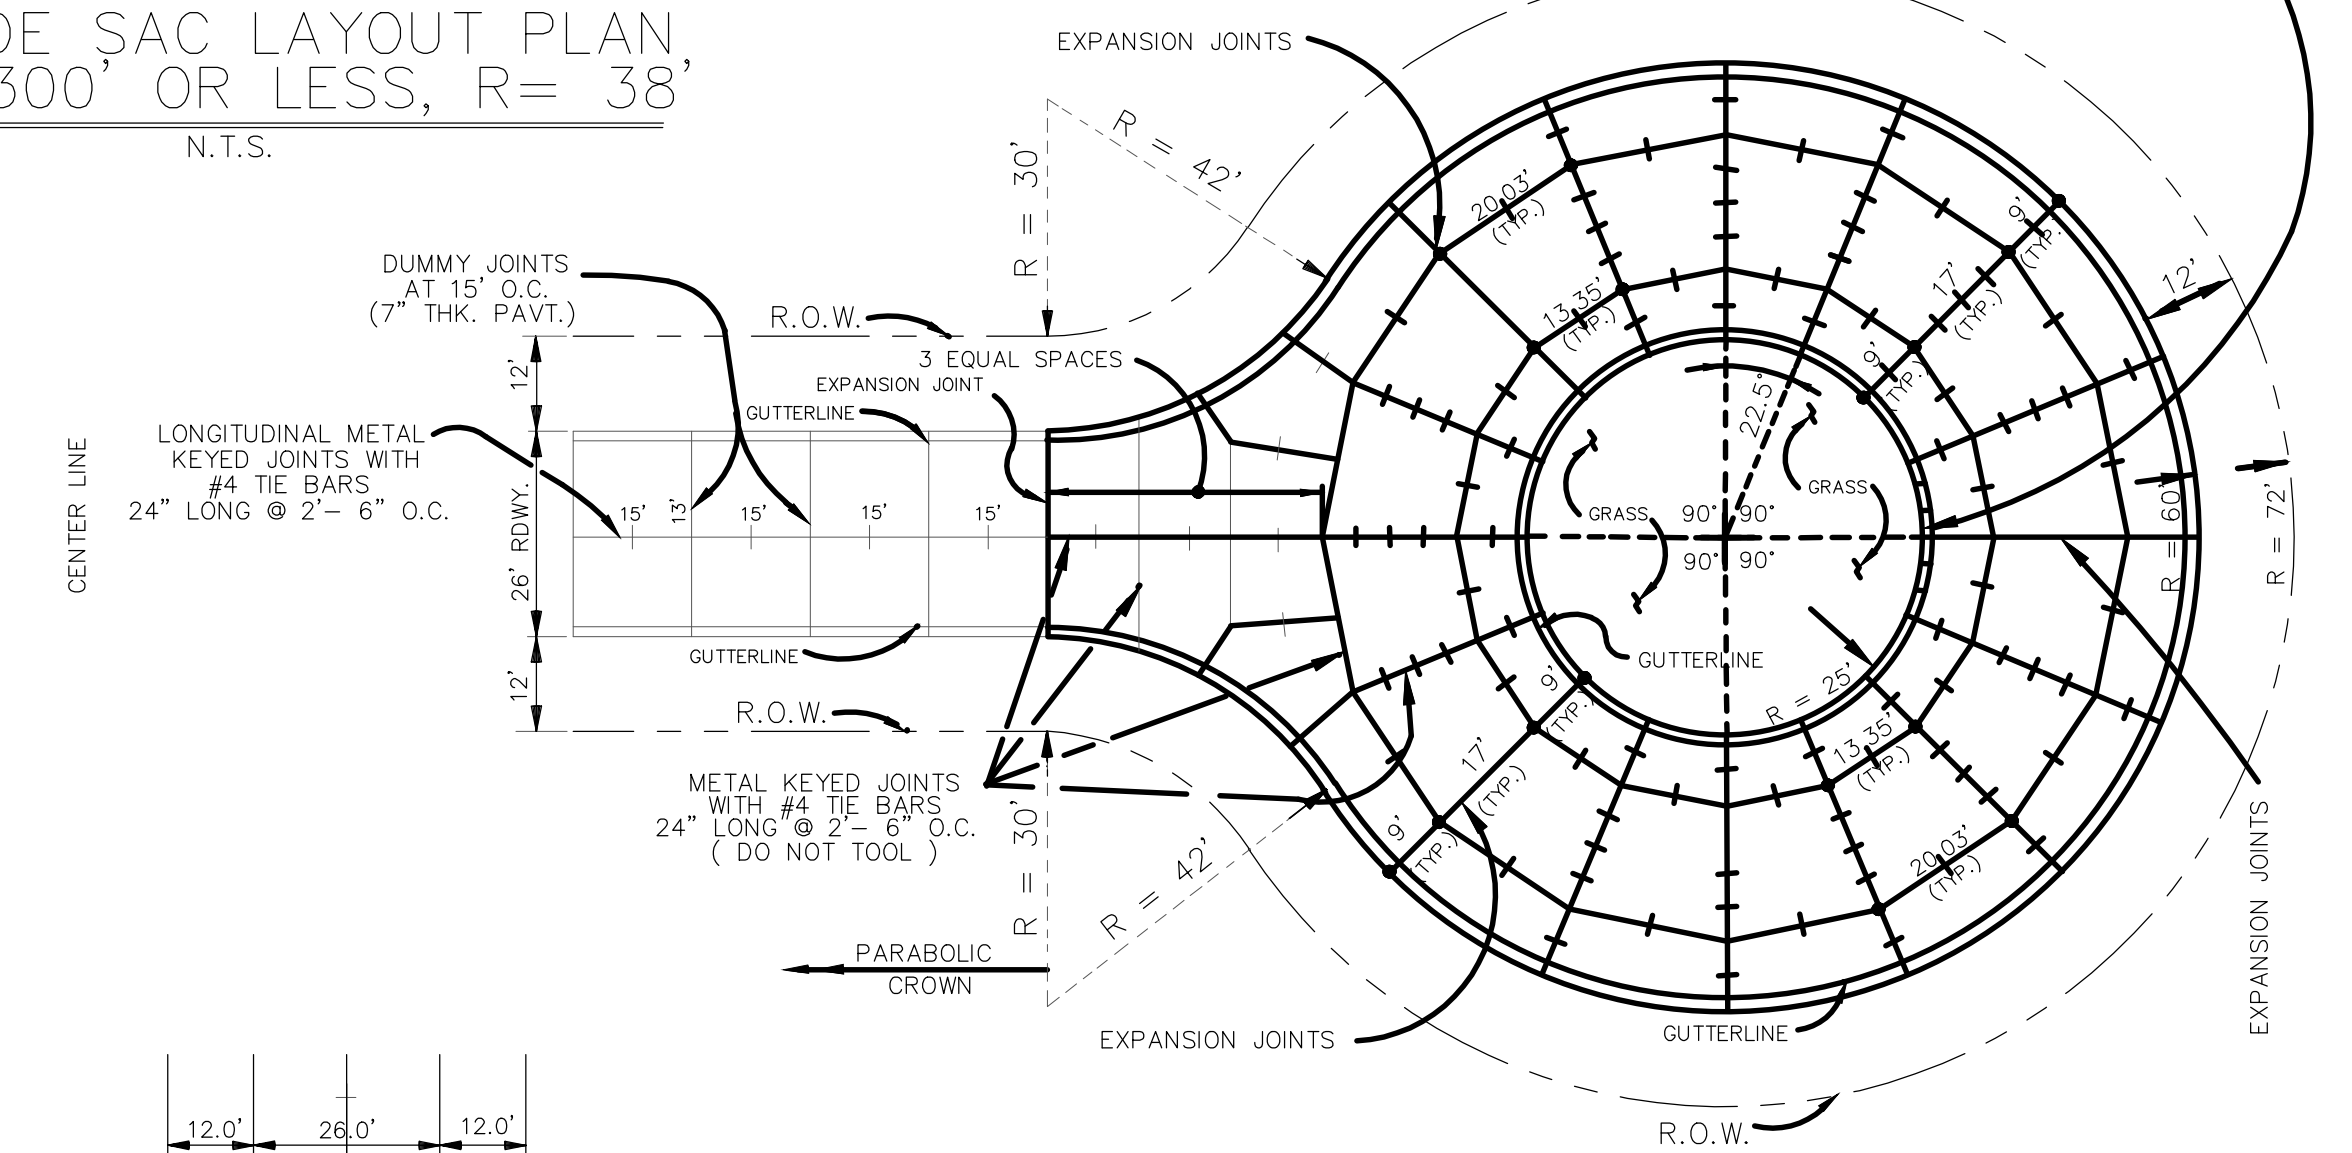 DE SAC LAYOUT PLAN,
300' OR LESS, R= 38'
N.T.S.
EXPANSION JOINTS
R = 30'
R = 42'
DUMMY JOINTS
AT 15' O.C.
(7" THK. PAVT.)
R.O.W.
3 EQUAL SPACES
EXPANSION JOINT
GUTTERLINE
12'
LONGITUDINAL METAL
KEYED JOINTS WITH
#4 TIE BARS
24" LONG @ 2'– 6" O.C.
CENTER LINE
26' RDWY.
15'
13'
15'
15'
15'
GUTTERLINE
12'
R.O.W.
METAL KEYED JOINTS
WITH #4 TIE BARS
24" LONG @ 2'– 6" O.C.
( DO NOT TOOL )
R = 30'
R = 42'
PARABOLIC
CROWN
EXPANSION JOINTS
20.03'
(TYP.)
13.35'
(TYP.)
9'
(TYP.
17'
(TYP.)
9'
(TYP.)
12'
22.5°
GRASS
GRASS
90° 90°
90° 90°
R = 60'
R = 72'
GUTTERLINE
R = 25'
9'
(TYP.)
17'
(TYP.)
9'
(TYP.)
13.35'
(TYP.)
20.03'
(TYP.)
EXPANSION JOINTS
GUTTERLINE
R.O.W.
12.0'
26.0'
12.0'